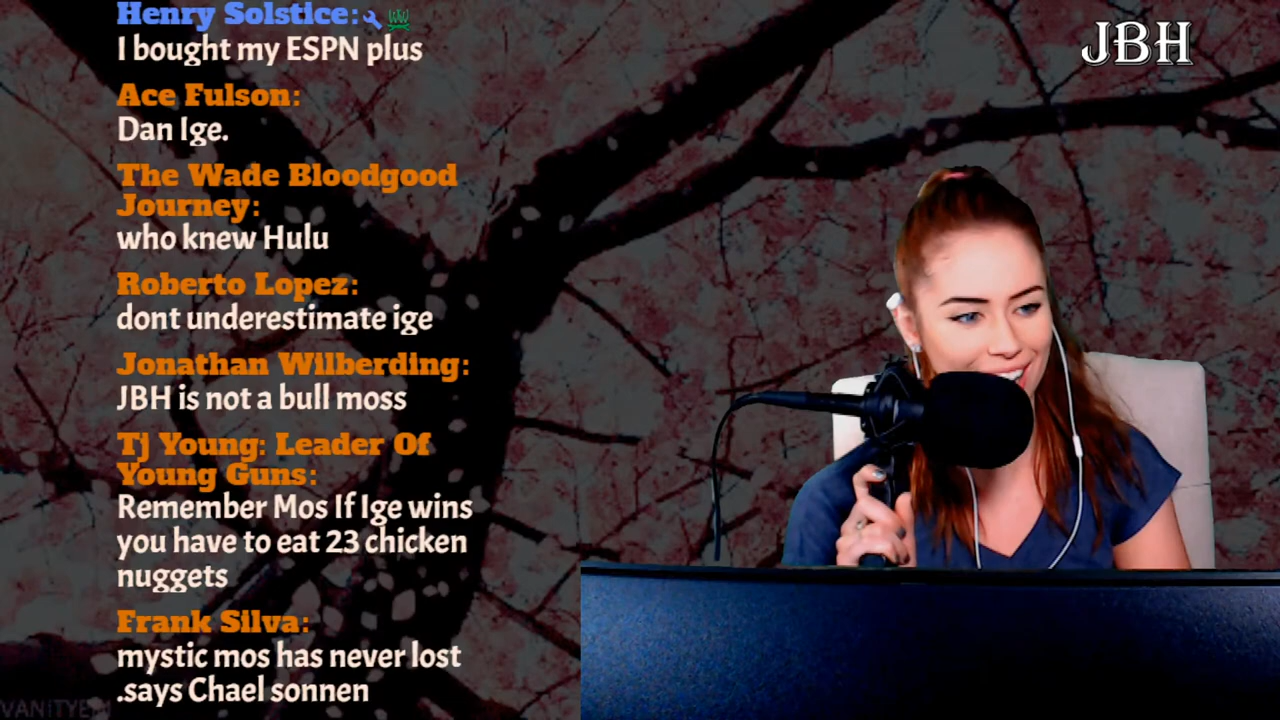 Henry Solstice:
I bought my ESPN plus
JBH
Ace Fulson:
Dan Ige.
The Wade Bloodgood
Journey:
who knew Hulu
Roberto Lopez:
dont underestimate ige
Jonathan Wilberding:
JBH is not a bull moss
Tj Young: Leader Of
Young Guns:
Remember Mos If Ige wins
you have to eat 23 chicken
nuggets
Frank Silva:
mystic mos has never lost
.says Chael sonnen